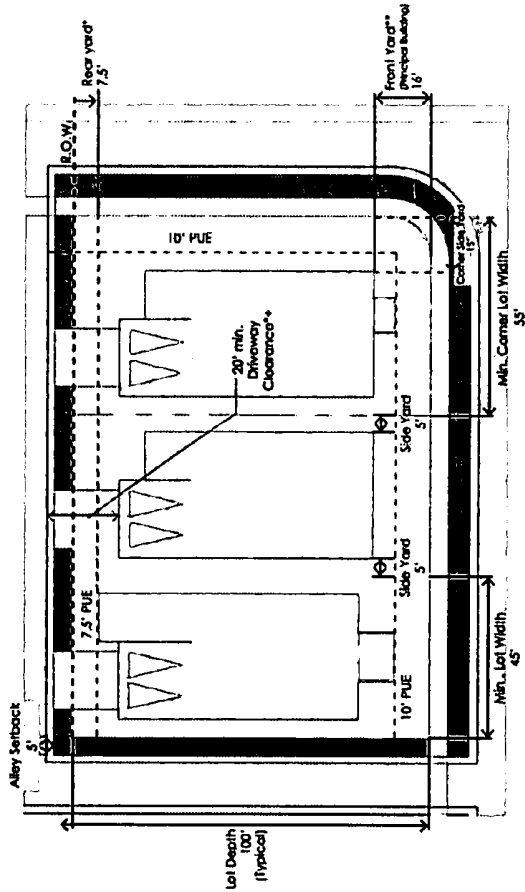 Rear yard*
7.5'
R.O.W.
Front Yard**
(Principal Building)
16'
10' PUE
Corner Side Yard
15'
Min. Corner Lot Width
55'
20' min.
Driveway
Clearance*+
Side Yard
5'
Side Yard
5'
7.5' PUE
10' PUE
Min. Lot Width
45'
Alley Setback
5'
Lot Depth
100'
(Typical)